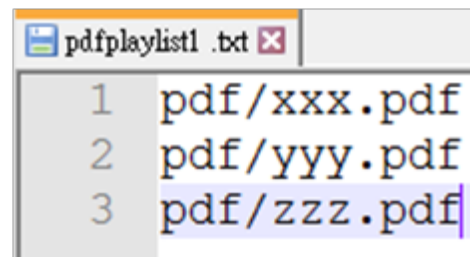 pdfplaylist1 .txt
1 pdf/xxx.pdf
2 pdf/yyy.pdf
3 pdf/zzz.pdf